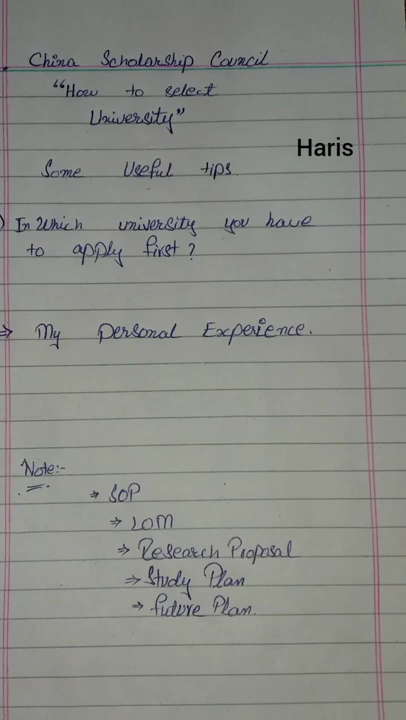 China Scholarship Council
"How to select
University"
Haris
Some Useful tips.
) In Which university you have
to apply first?
⇒ My Personal Experience.
Note:-
→ SOP
→ LOM
→ Research Proposal
→ Study Plan
→ future Plan.